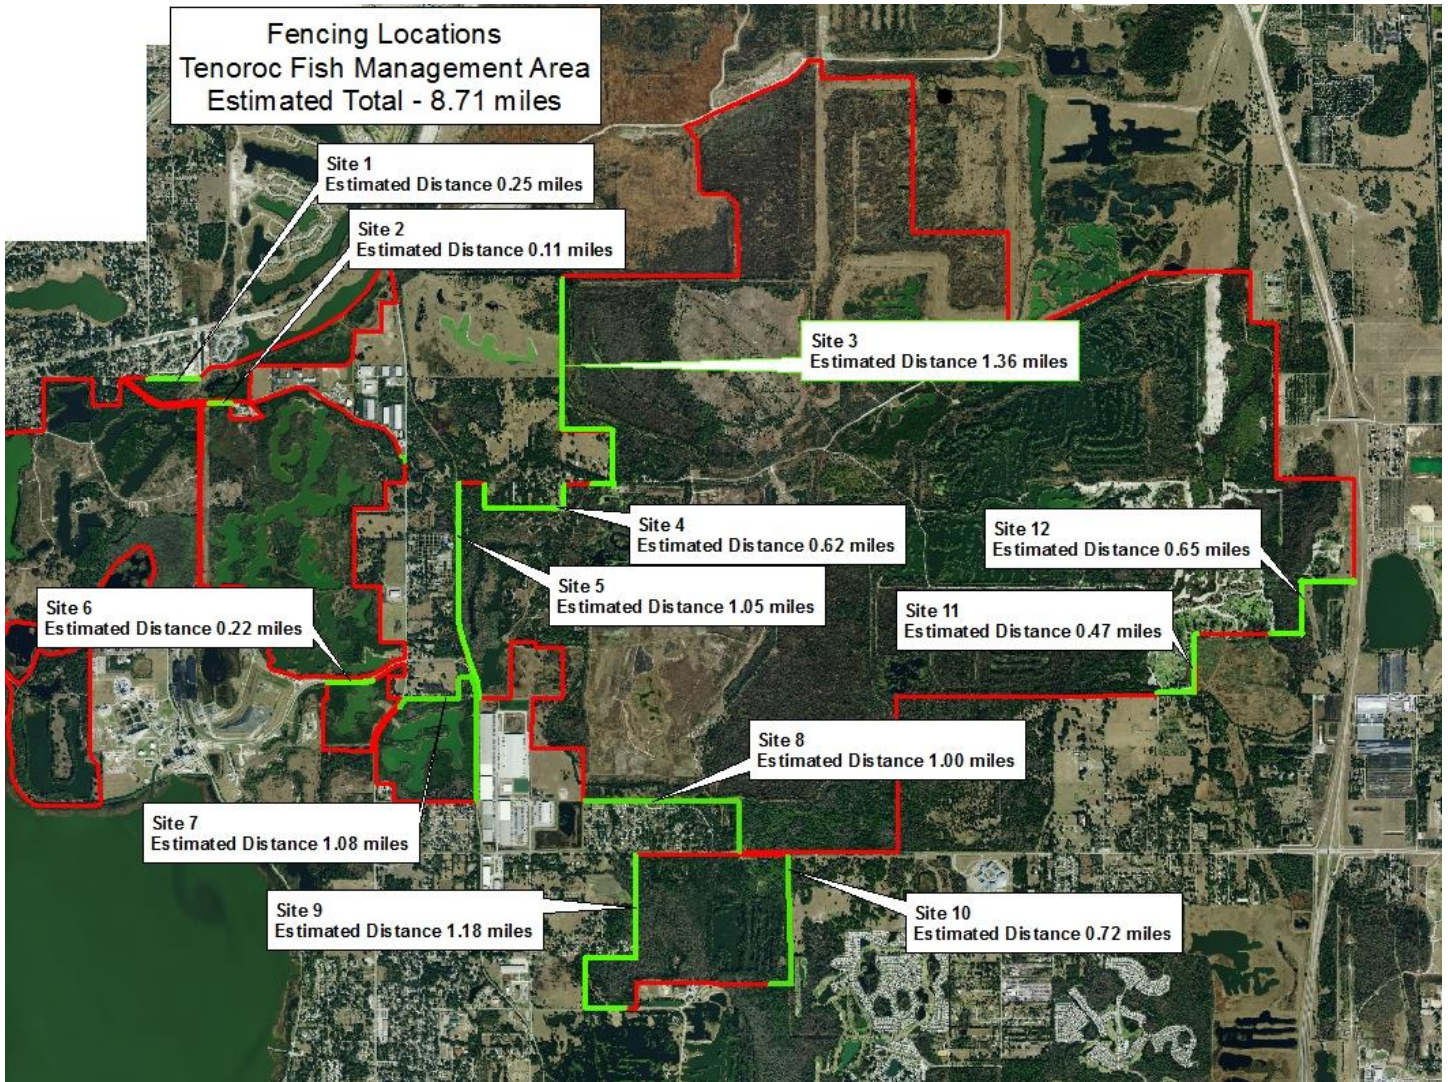 Fencing Locations
Tenoroc Fish Management Area
Estimated Total - 8.71 miles
Site 1
Estimated Distance 0.25 miles
Site 2
Estimated Distance 0.11 miles
Site 3
Estimated Distance 1.36 miles
Site 4
Estimated Distance 0.62 miles
Site 5
Estimated Distance 1.05 miles
Site 12
Estimated Distance 0.65 miles
Site 11
Estimated Distance 0.47 miles
Site 6
Estimated Distance 0.22 miles
Site 8
Estimated Distance 1.00 miles
Site 7
Estimated Distance 1.08 miles
Site 9
Estimated Distance 1.18 miles
Site 10
Estimated Distance 0.72 miles